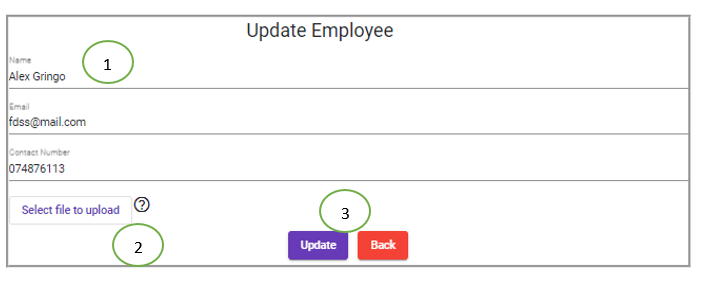 Update Employee
Name
1
Alex Gringo
Email
fdss@mail.com
Contact Number
074876113
Select file to upload ?
3
2
Update Back